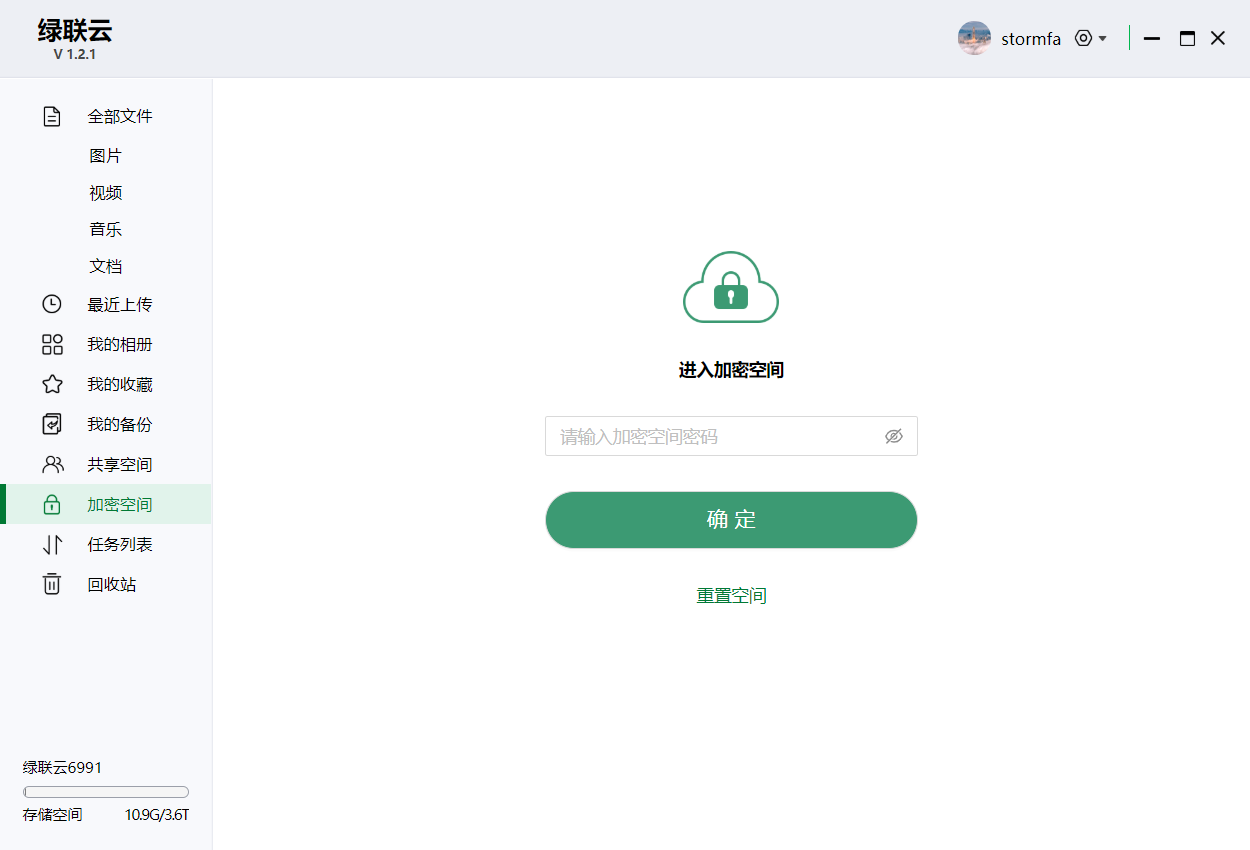 绿联云
V 1.2.1
stormfa
全部文件
图片
视频
音乐
文档
最近上传
我的相册
我的收藏
我的备份
共享空间
加密空间
任务列表
回收站
进入加密空间
请输入加密空间密码
确 定
重置空间
绿联云6991
存储空间 10.9G/3.6T